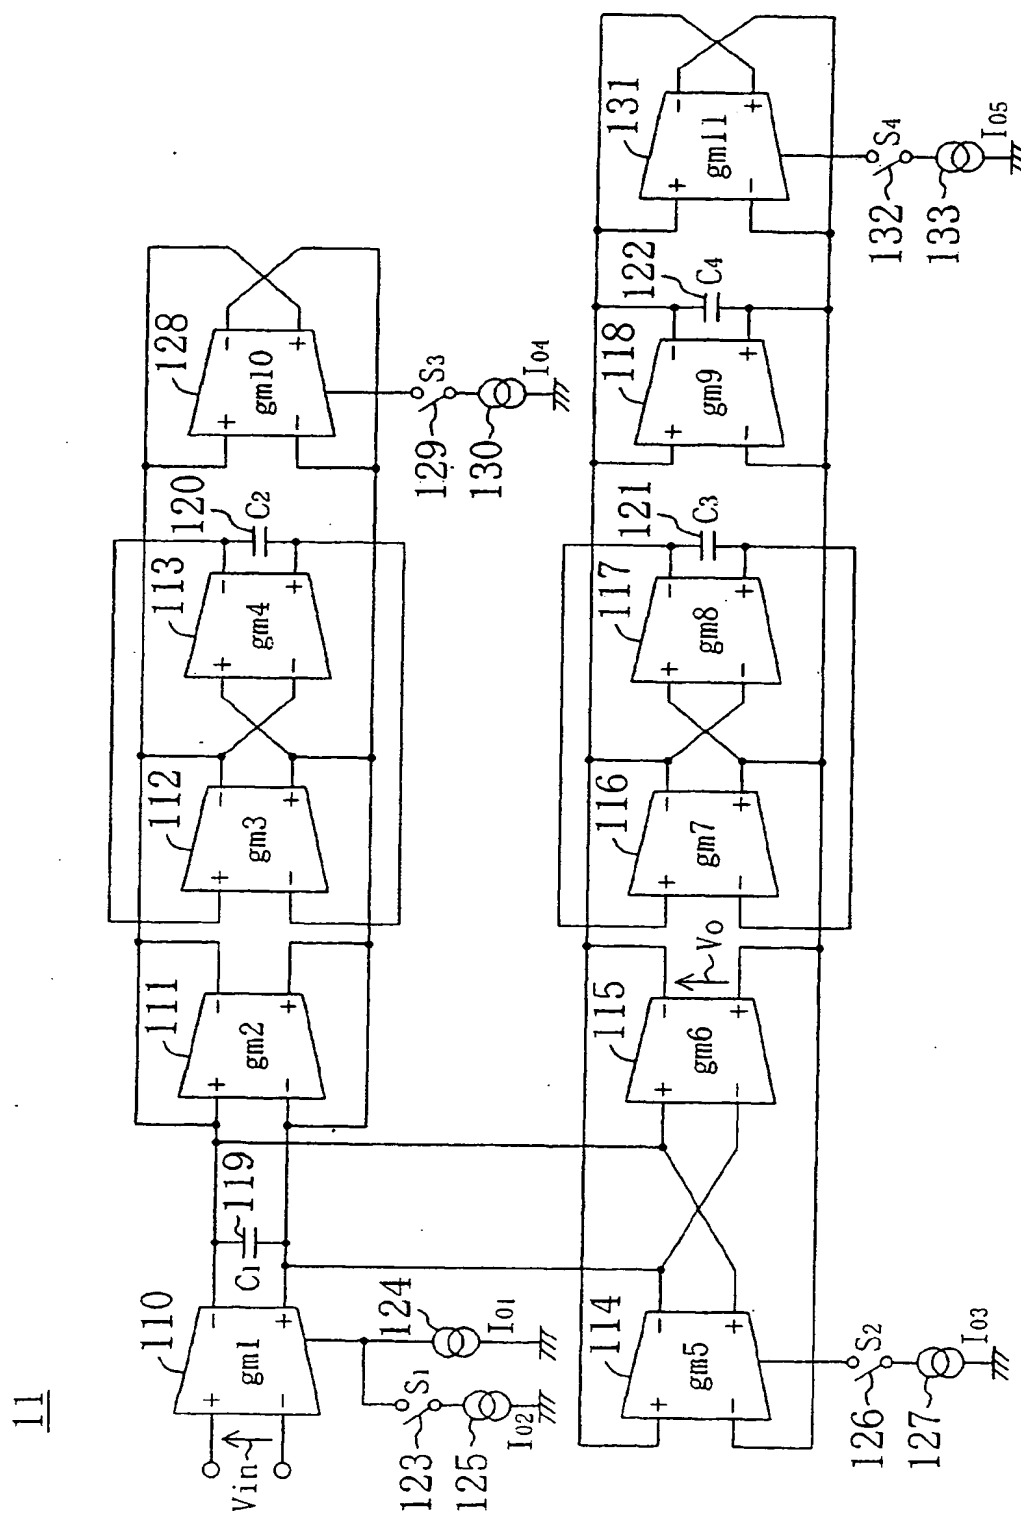 11
110
+
−
gm1
−
+
Vin
C1
119
111
+
−
gm2
−
+
112
+
−
gm3
−
+
113
+
−
gm4
−
+
120
C2
128
+
−
gm10
−
+
129
S3
130
I04
123
S1
125
I02
124
I01
114
+
−
gm5
−
+
126
S2
127
I03
115
+
−
gm6
−
+
Vo
116
+
−
gm7
−
+
117
+
−
gm8
−
+
121
C3
118
+
−
gm9
−
+
122
C4
131
+
−
gm11
−
+
132
S4
133
I05